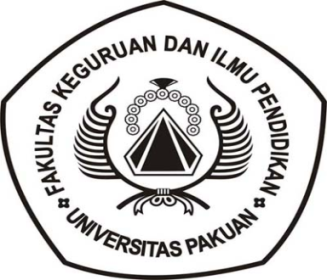 FAKULTAS KEGURUAN DAN ILMU PENDIDIKAN
UNIVERSITAS PAKUAN